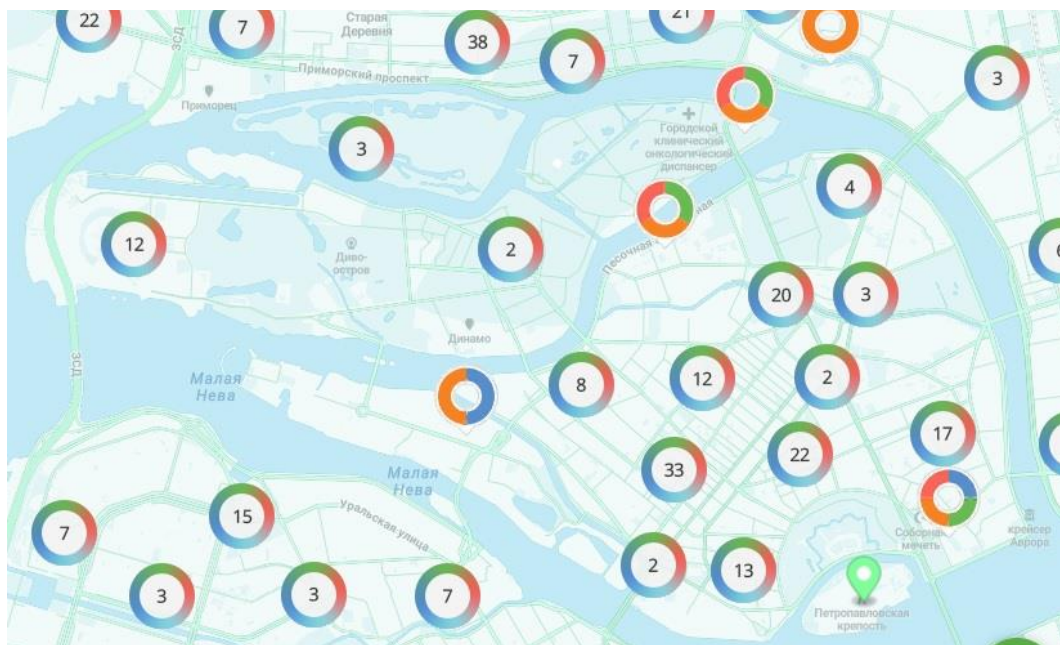 22
7
Старая
Деревня
38
7
21
3
ЗСД
Приморский проспект
Приморец
3
Городской
клинический
онкологический
диспансер
4
12
Диво-
остров
2
Песочная
20
3
Динамо
ЗСД
Малая
Нева
8
12
2
17
33
22
Малая
Нева
7
15
Уральская улица
Соборная
мечеть
крейсер
Аврора
2
13
3
3
7
Петропавловская
крепость